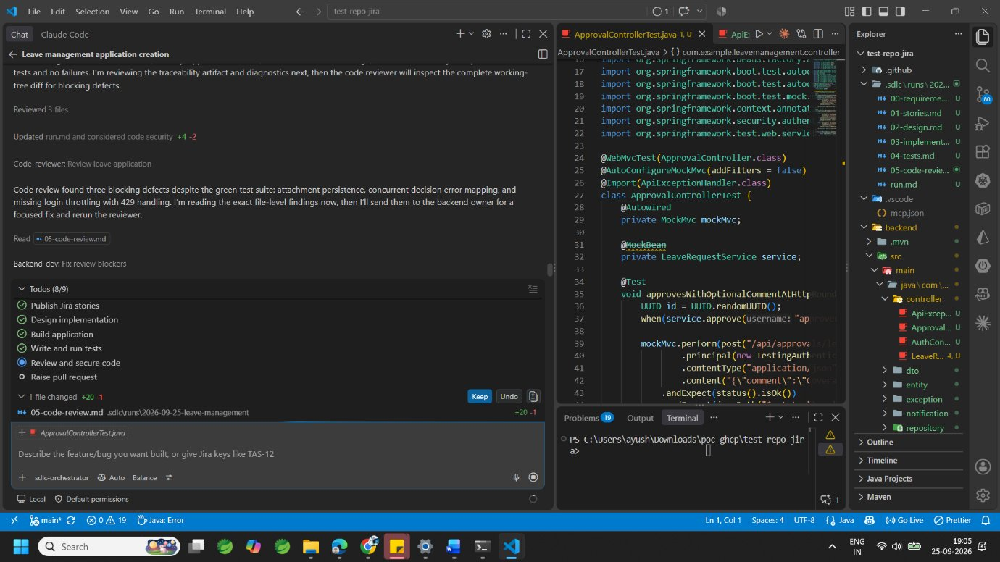 File Edit Selection View Go Run Terminal Help
test-repo-jira
1
Chat Claude Code
Leave management application creation
tests and no failures. I'm reviewing the traceability artifact and diagnostics next, then the code reviewer will inspect the complete working-
tree diff for blocking defects.
Reviewed 3 files
Updated run.md and considered code security +4 -2
Code-reviewer: Review leave application
Code review found three blocking defects despite the green test suite: attachment persistence, concurrent decision error mapping, and
missing login throttling with 429 handling. I'm reading the exact file-level findings now, then I'll send them to the backend owner for a
focused fix and rerun the reviewer.
Read 05-code-review.md
Backend-dev: Fix review blockers
Todos (8/9)
Publish Jira stories
Design implementation
Build application
Write and run tests
Review and secure code
Raise pull request
1 file changed +20 -1
Keep Undo
05-code-review.md .sdlc\runs\2026-09-25-leave-management +20 -1
ApprovalControllerTest.java
Describe the feature/bug you want built, or give Jira keys like TAS-12
sdlc-orchestrator Auto Balance
Local Default permissions
ApprovalControllerTest.java 1, U
ApiE:
ApprovalControllerTest.java > {} com.example.leavemanagement.controller
17 import org.springframework.boot.test.autoc
18 import org.springframework.boot.test.autoc
19 import org.springframework.boot.test.mock.
20 import org.springframework.context.annotat
21 import org.springframework.security.auther
22 import org.springframework.test.web.servle
23
24 @WebMvcTest(ApprovalController.class)
25 @AutoConfigureMockMvc(addFilters = false)
26 @Import(ApiExceptionHandler.class)
27 class ApprovalControllerTest {
28 @Autowired
29 private MockMvc mockMvc;
30
31 @MockBean
32 private LeaveRequestService service;
33
34 @Test
35 void approvesWithOptionalCommentAtHttpBound
36 UUID id = UUID.randomUUID();
37 when(service.approve(username: "approver
38
39 mockMvc.perform(post("/api/approvals/le
40 .principal(new TestingAuthentic
41 .contentType("application/json"
42 .content("{\"comment\":\"Covera
43 .andExpect(status().isOk())
Problems 19 Output Terminal
PS C:\Users\ayush\Downloads\poc ghcp\test-repo-jir
a>
1
Explorer
test-repo-jira
.github
.sdlc\runs\202...
00-requireme... U
01-stories.md U
02-design.md U
03-implement... U
04-tests.md U
05-code-revie...
run.md U
.vscode
mcp.json
backend
.mvn
src
main
java\com\...
controller
ApiExcep... U
Approval... U
AuthCon... U
LeaveR... 4, U
dto
entity
exception
notification
repository
Outline
Timeline
Java Projects
Maven
80
main* 0 19 Java: Error
Ln 1, Col 1 Spaces: 4 UTF-8 {} Java Go Live Prettier
Search
ENG
IN
19:05
25-09-2026